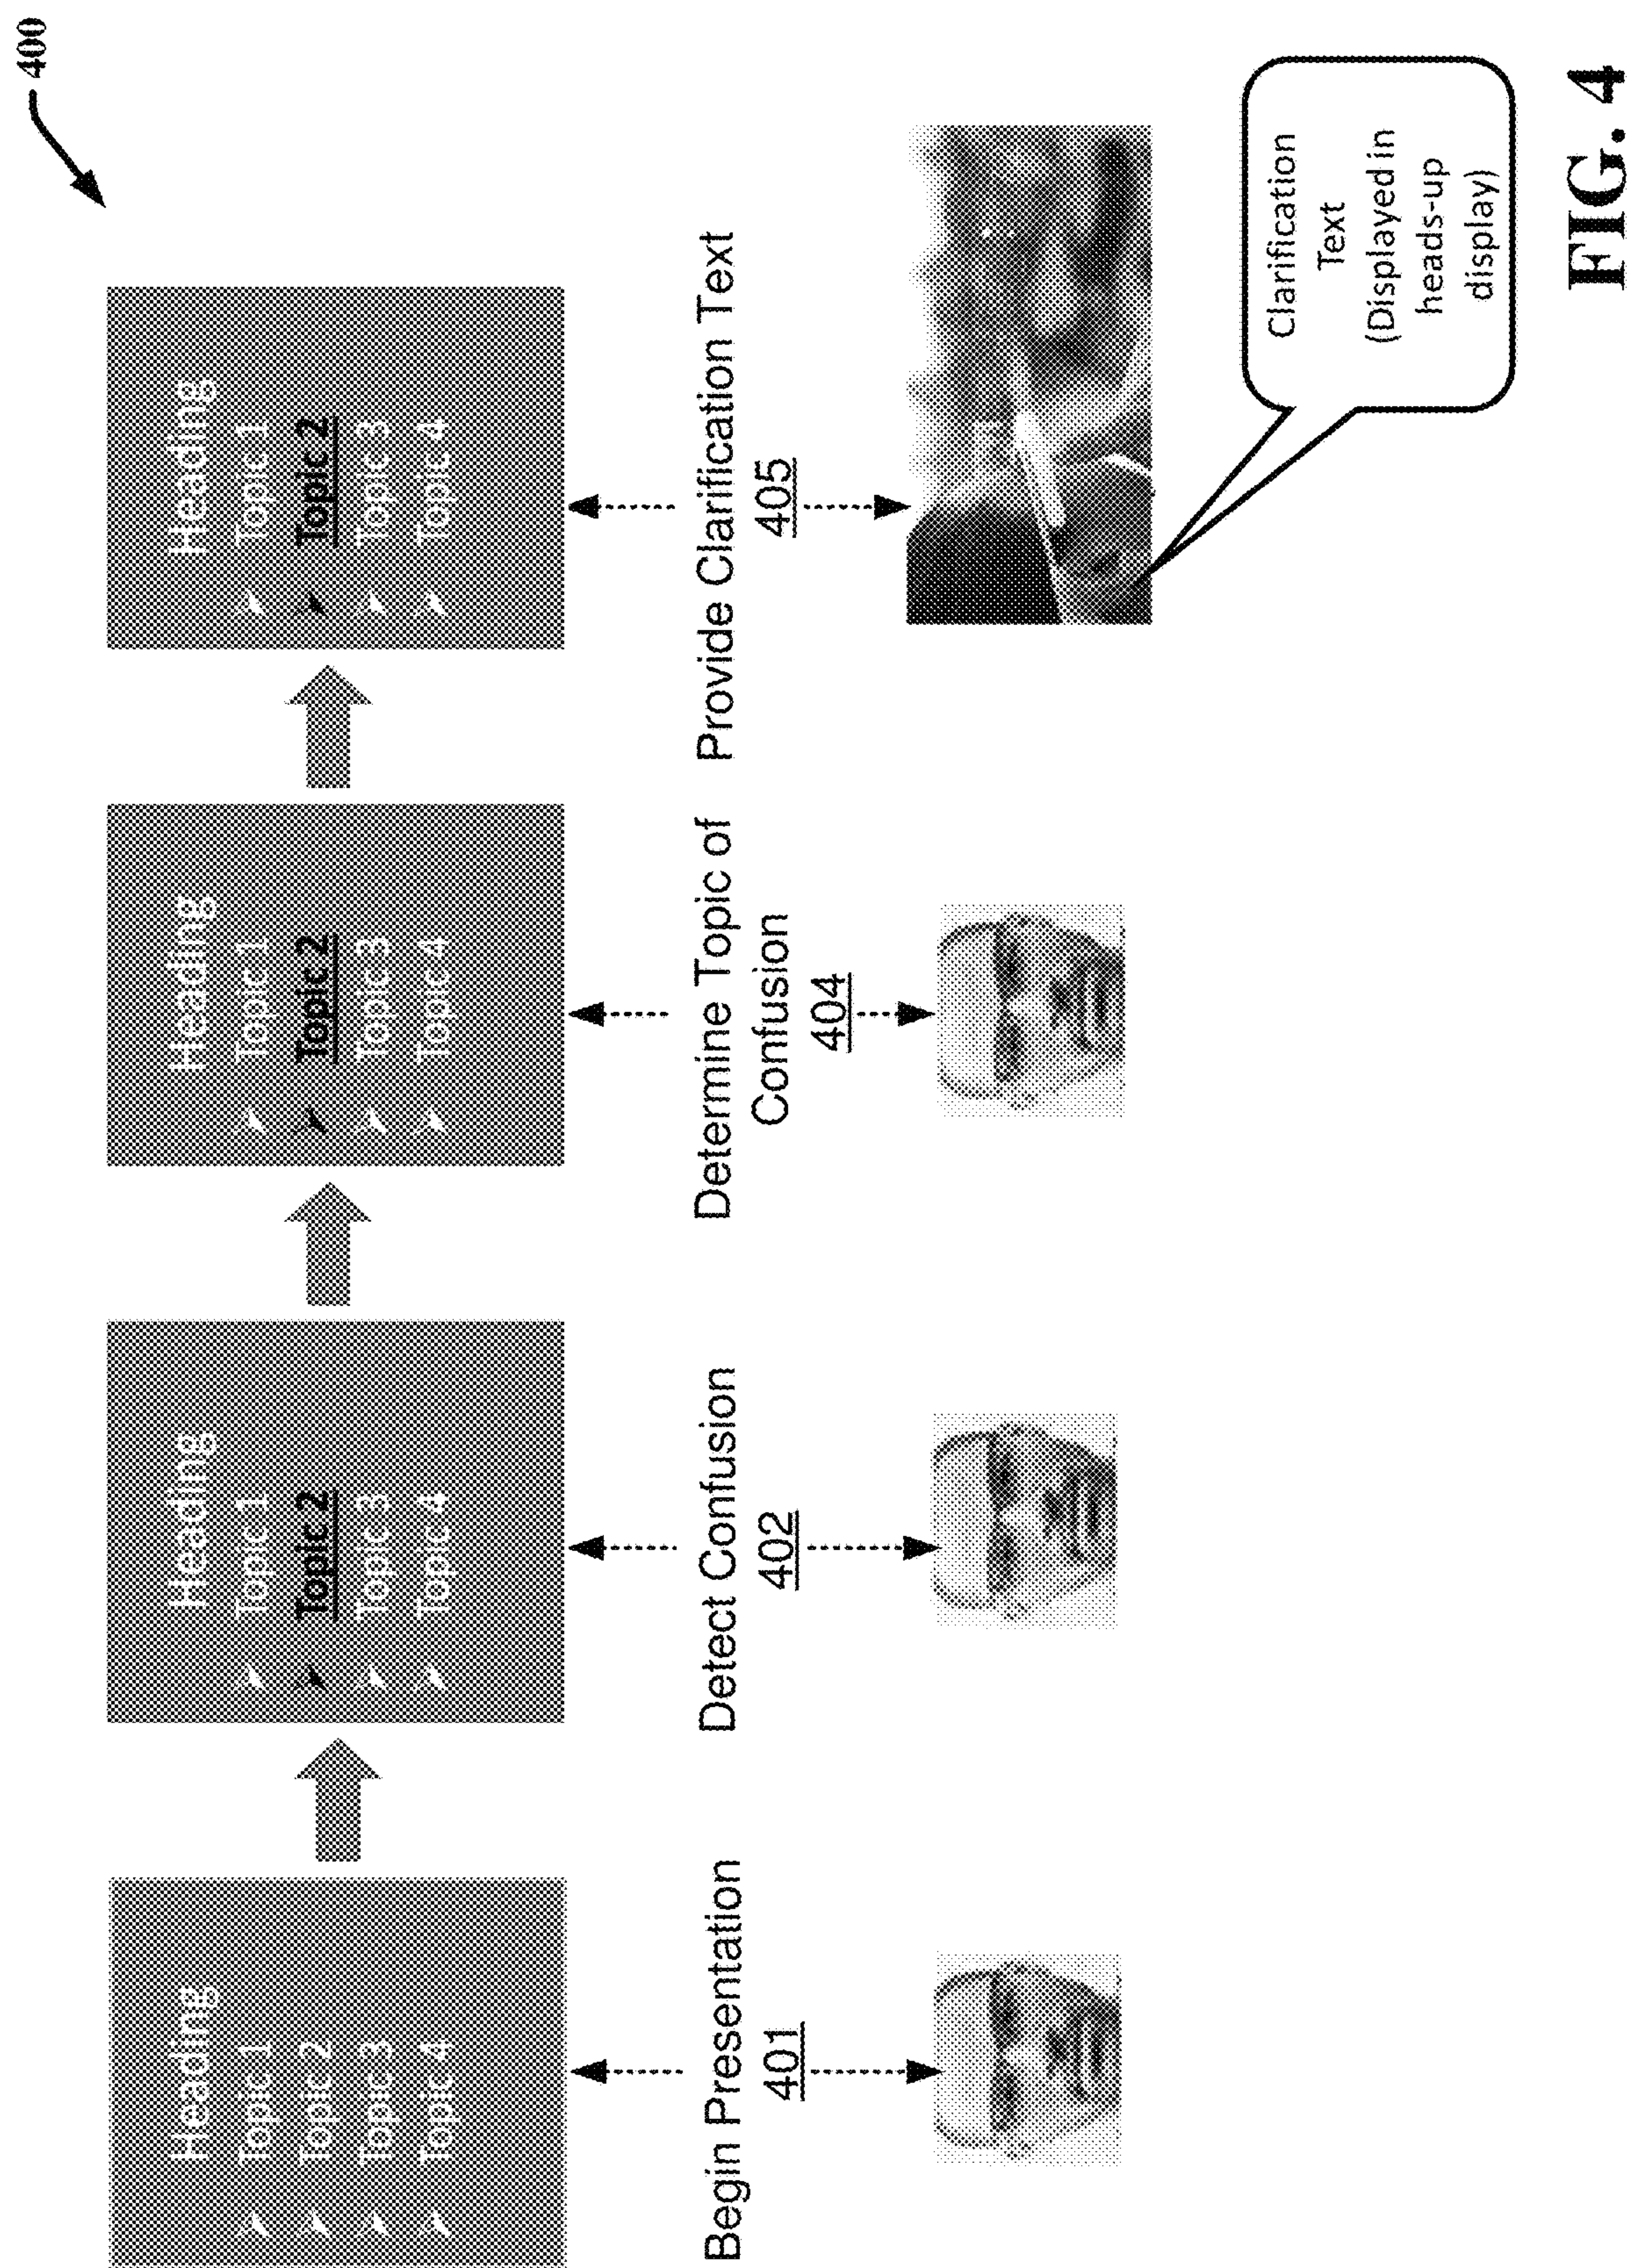 400
Heading
Topic 1
Topic 2
Topic 3
Topic 4
Heading
Topic 1
Topic 2
Topic 3
Topic 4
Heading
Topic 1
Topic 2
Topic 3
Topic 4
Heading
Topic 1
Topic 2
Topic 3
Topic 4
Begin Presentation
401
Detect Confusion
402
Determine Topic of
Confusion
404
Provide Clarification Text
405
Clarification
Text
(Displayed in
heads-up
display)
FIG. 4